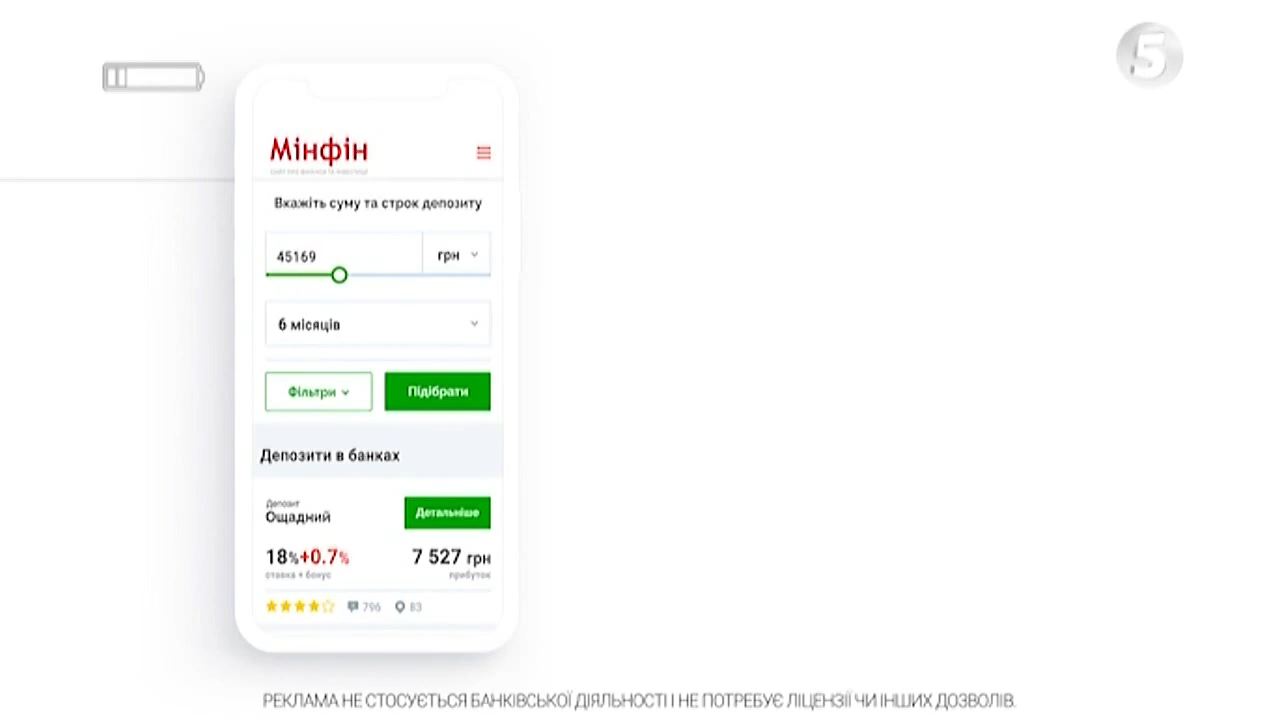 5
Мінфін
Вкажіть суму та строк депозиту
45169 грн
6 місяців
Фільтри Підібрати
Депозити в банках
Депозит
Ощадний Детальніше
18%+0.7% 7 527 грн
ставка + бонус прибуток
796 83
РЕКЛАМА НЕ СТОСУЄТЬСЯ БАНКІВСЬКОЇ ДІЯЛЬНОСТІ І НЕ ПОТРЕБУЄ ЛІЦЕНЗІЇ ЧИ ІНШИХ ДОЗВОЛІВ.